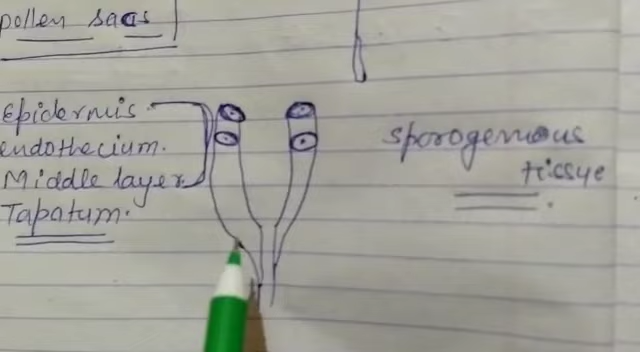 pollen sacs
Epidermis
endothecium.
Middle layer
Tapatum.
sporogenous
tissue